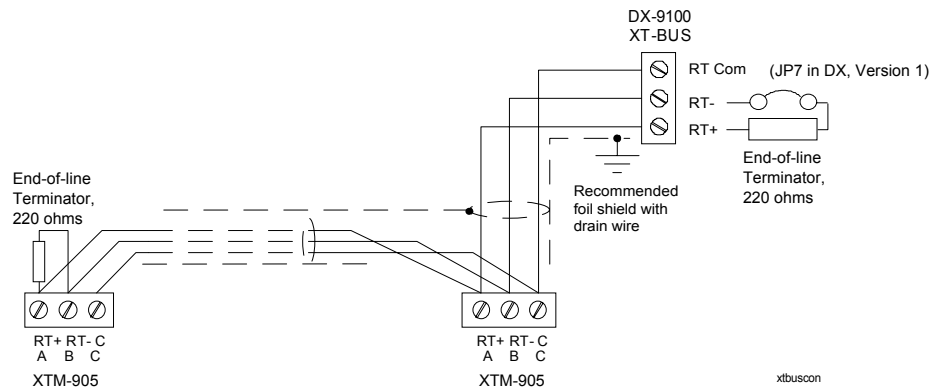 DX-9100
XT-BUS
RT Com (JP7 in DX, Version 1)
RT-
RT+
End-of-line
Terminator,
220 ohms
Recommended
foil shield with
drain wire
End-of-line
Terminator,
220 ohms
RT+ RT- C
A B C
XTM-905
RT+ RT- C
A B C
XTM-905
xtbuscon